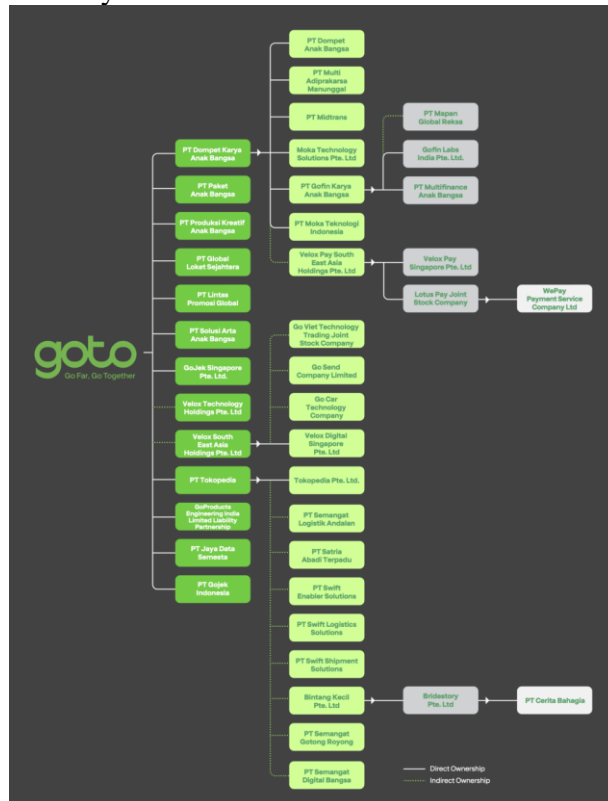 PT Dompet
Anak Bangsa
PT Multi
Adiprakarsa
Manunggal
PT Midtrans
PT Mapan
Global Reksa
PT Dompet Karya
Anak Bangsa
Moka Technology
Solutions Pte. Ltd
Gofin Labs
India Pte. Ltd.
PT Paket
Anak Bangsa
PT Gofin Karya
Anak Bangsa
PT Multifinance
Anak Bangsa
PT Produksi Kreatif
Anak Bangsa
PT Moka Teknologi
Indonesia
PT Global
Loket Sejahtera
Velox Pay South
East Asia
Holdings Pte. Ltd
Velox Pay
Singapore Pte. Ltd
PT Lintas
Promosi Global
Lotus Pay Joint
Stock Company
WePay
Payment Service
Company Ltd
PT Solusi Arta
Anak Bangsa
Go Viet Technology
Trading Joint
Stock Company
goto
Go Far, Go Together
GoJek Singapore
Pte. Ltd.
Go Send
Company Limited
Velox Technology
Holdings Pte. Ltd
Go Car
Technology
Company
Velox South
East Asia
Holdings Pte. Ltd
Velox Digital
Singapore
Pte. Ltd
PT Tokopedia
Tokopedia Pte. Ltd.
GoProducts
Engineering India
Limited Liability
Partnership
PT Semangat
Logistik Andalan
PT Jaya Data
Semesta
PT Satria
Abadi Terpadu
PT Gojek
Indonesia
PT Swift
Enabler Solutions
PT Swift Logistics
Solutions
PT Swift Shipment
Solutions
Bintang Kecil
Pte. Ltd
Bridestory
Pte. Ltd
PT Cerita Bahagia
PT Semangat
Gotong Royong
PT Semangat
Digital Bangsa
Direct Ownership
Indirect Ownership